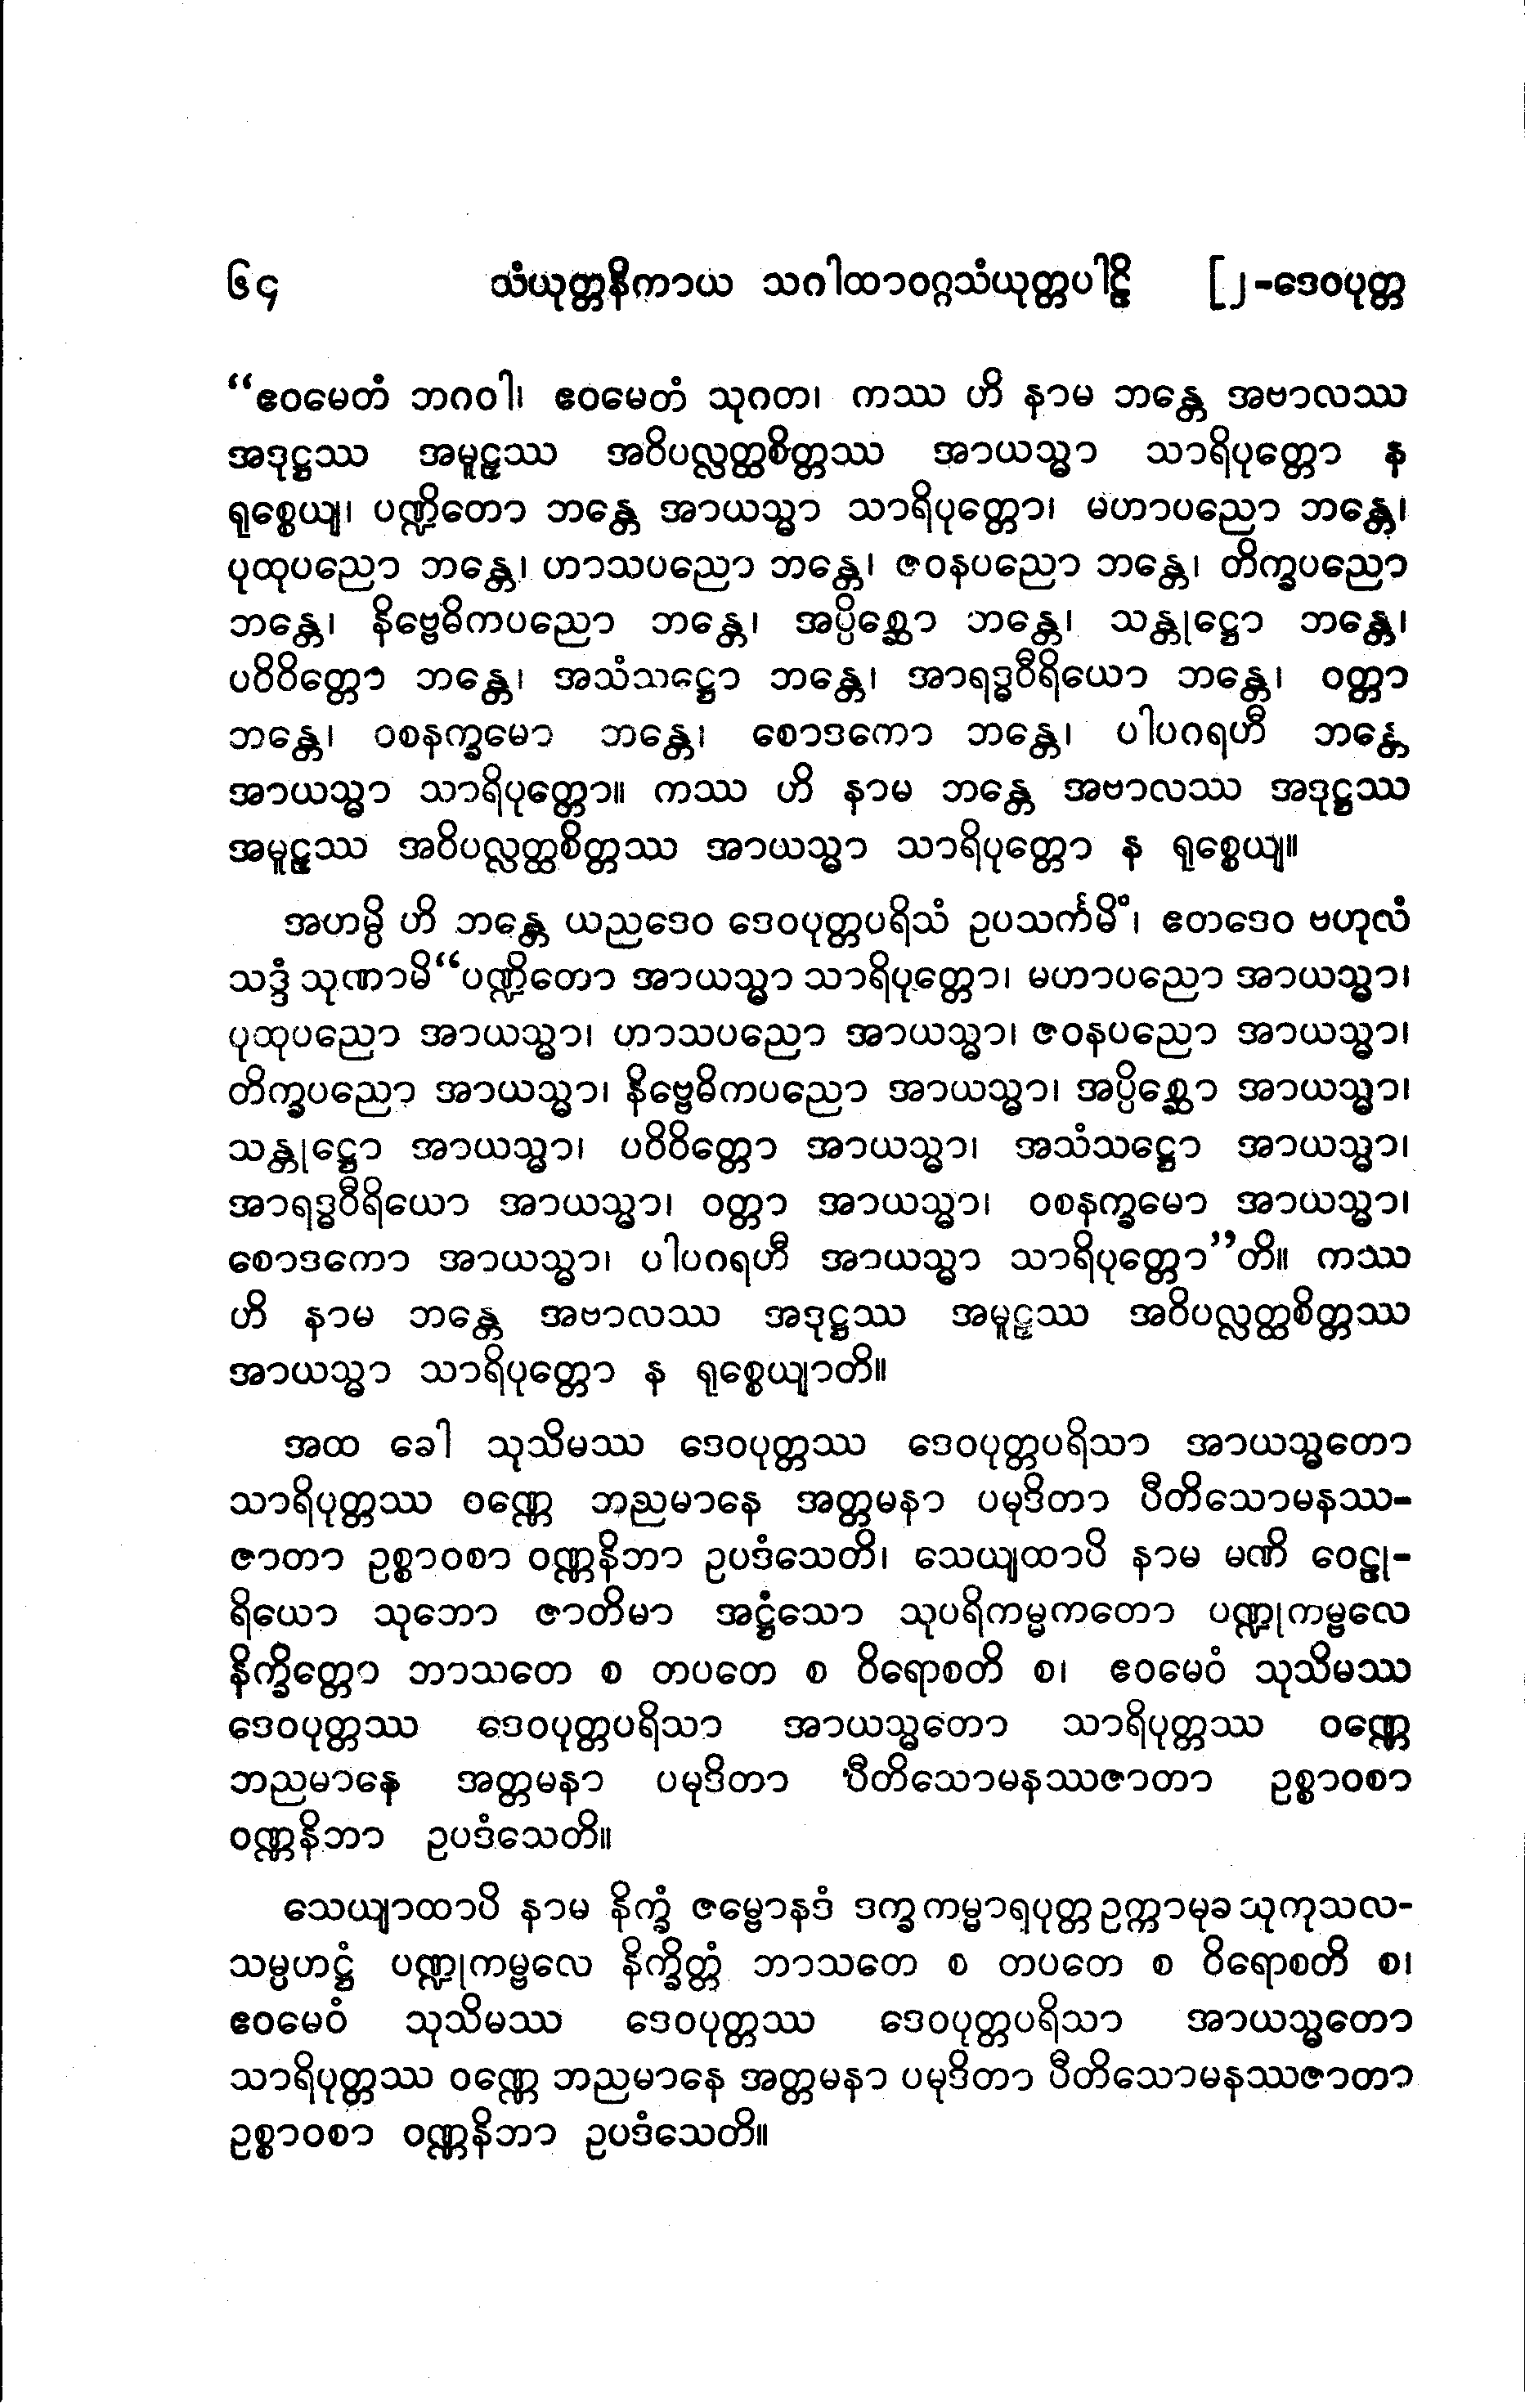 ၆၄ သံယုတ္တနိကာယ သဂါထာဝဂ္ဂသံယုတ္တပါဠိ [၂-ဒေဝပုတ္တ
“ဧဝမေတံ ဘဂဝါ၊ ဧဝမေတံ သုဂတ၊ ကဿ ဟိ နာမ ဘန္တေ အဗာလဿ
အဒုဋ္ဌဿ အမူဠှဿ အဝိပလ္လတ္ထစိတ္တဿ အာယသ္မာ သာရိပုတ္တော န
ရုစ္စေယျ၊ ပဏ္ဍိတော ဘန္တေ အာယသ္မာ သာရိပုတ္တော၊ မဟာပညော ဘန္တေ၊
ပုထုပညော ဘန္တေ၊ ဟာသပညော ဘန္တေ၊ ဇဝနပညော ဘန္တေ၊ တိက္ခပညော
ဘန္တေ၊ နိဗ္ဗေဓိကပညော ဘန္တေ၊ အပ္ပိစ္ဆော ဘန္တေ၊ သန္တုဋ္ဌော ဘန္တေ၊
ပဝိဝိတ္တော ဘန္တေ၊ အသံသဋ္ဌော ဘန္တေ၊ အာရဒ္ဓဝီရိယော ဘန္တေ၊ ဝတ္တာ
ဘန္တေ၊ ဝစနက္ခမော ဘန္တေ၊ စောဒကော ဘန္တေ၊ ပါပဂရဟီ ဘန္တေ
အာယသ္မာ သာရိပုတ္တော။ ကဿ ဟိ နာမ ဘန္တေ အဗာလဿ အဒုဋ္ဌဿ
အမူဠှဿ အဝိပလ္လတ္ထစိတ္တဿ အာယသ္မာ သာရိပုတ္တော န ရုစ္စေယျ။
အဟမ္ပိ ဟိ ဘန္တေ ယညဒေဝ ဒေဝပုတ္တပရိသံ ဥပသင်္ကမိံ၊ ဧတဒေဝ ဗဟုလံ
သဒ္ဒံ သုဏာမိ“ပဏ္ဍိတော အာယသ္မာ သာရိပုတ္တော၊ မဟာပညော အာယသ္မာ၊
ပုထုပညော အာယသ္မာ၊ ဟာသပညော အာယသ္မာ၊ ဇဝနပညော အာယသ္မာ၊
တိက္ခပညော အာယသ္မာ၊ နိဗ္ဗေဓိကပညော အာယသ္မာ၊ အပ္ပိစ္ဆော အာယသ္မာ၊
သန္တုဋ္ဌော အာယသ္မာ၊ ပဝိဝိတ္တော အာယသ္မာ၊ အသံသဋ္ဌော အာယသ္မာ၊
အာရဒ္ဓဝီရိယော အာယသ္မာ၊ ဝတ္တာ အာယသ္မာ၊ ဝစနက္ခမော အာယသ္မာ၊
စောဒကော အာယသ္မာ၊ ပါပဂရဟီ အာယသ္မာ သာရိပုတ္တော”တိ။ ကဿ
ဟိ နာမ ဘန္တေ အဗာလဿ အဒုဋ္ဌဿ အမူဠှဿ အဝိပလ္လတ္ထစိတ္တဿ
အာယသ္မာ သာရိပုတ္တော န ရုစ္စေယျာတိ။
အထ ခေါ သုသိမဿ ဒေဝပုတ္တဿ ဒေဝပုတ္တပရိသာ အာယသ္မတော
သာရိပုတ္တဿ ဝဏ္ဏေ ဘညမာနေ အတ္တမနာ ပမုဒိတာ ပီတိသောမနဿ-
ဇာတာ ဥစ္စာဝစာ ဝဏ္ဏနိဘာ ဥပဒံသေတိ၊ သေယျထာပိ နာမ မဏိ ဝေဠု-
ရိယော သုဘော ဇာတိမာ အဋ္ဌံသော သုပရိကမ္မကတော ပဏ္ဍုကမ္ဗလေ
နိက္ခိတ္တော ဘာသတေ စ တပတေ စ ဝိရောစတိ စ၊ ဧဝမေဝံ သုသိမဿ
ဒေဝပုတ္တဿ ဒေဝပုတ္တပရိသာ အာယသ္မတော သာရိပုတ္တဿ ဝဏ္ဏေ
ဘညမာနေ အတ္တမနာ ပမုဒိတာ ပီတိသောမနဿဇာတာ ဥစ္စာဝစာ
ဝဏ္ဏနိဘာ ဥပဒံသေတိ။
သေယျာထာပိ နာမ နိက္ခံ ဇမ္ဗောနဒံ ဒက္ခကမ္မာရပုတ္တဥက္ကာမုခသုကုသလ-
သမ္ပဟဋ္ဌံ ပဏ္ဍုကမ္ဗလေ နိက္ခိတ္တံ ဘာသတေ စ တပတေ စ ဝိရောစတိ စ၊
ဧဝမေဝံ သုသိမဿ ဒေဝပုတ္တဿ ဒေဝပုတ္တပရိသာ အာယသ္မတော
သာရိပုတ္တဿ ဝဏ္ဏေ ဘညမာနေ အတ္တမနာ ပမုဒိတာ ပီတိသောမနဿဇာတာ
ဥစ္စာဝစာ ဝဏ္ဏနိဘာ ဥပဒံသေတိ။